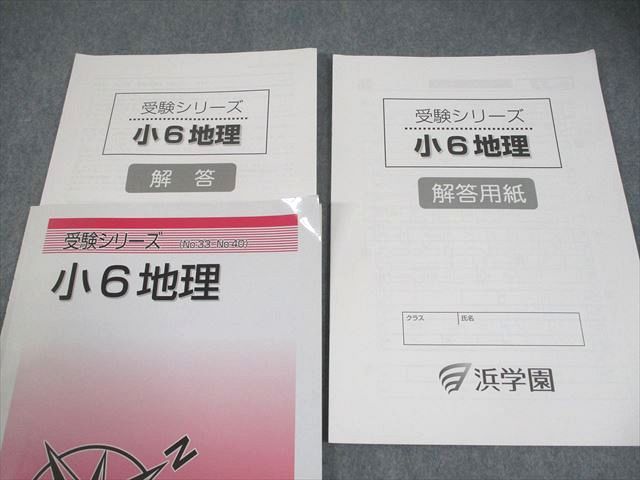 受験シリーズ
小6地理
解答
受験シリーズ
小6地理
解答用紙
クラス
氏名
浜学園
受験シリーズ (No.33~No.40)
小6地理
N